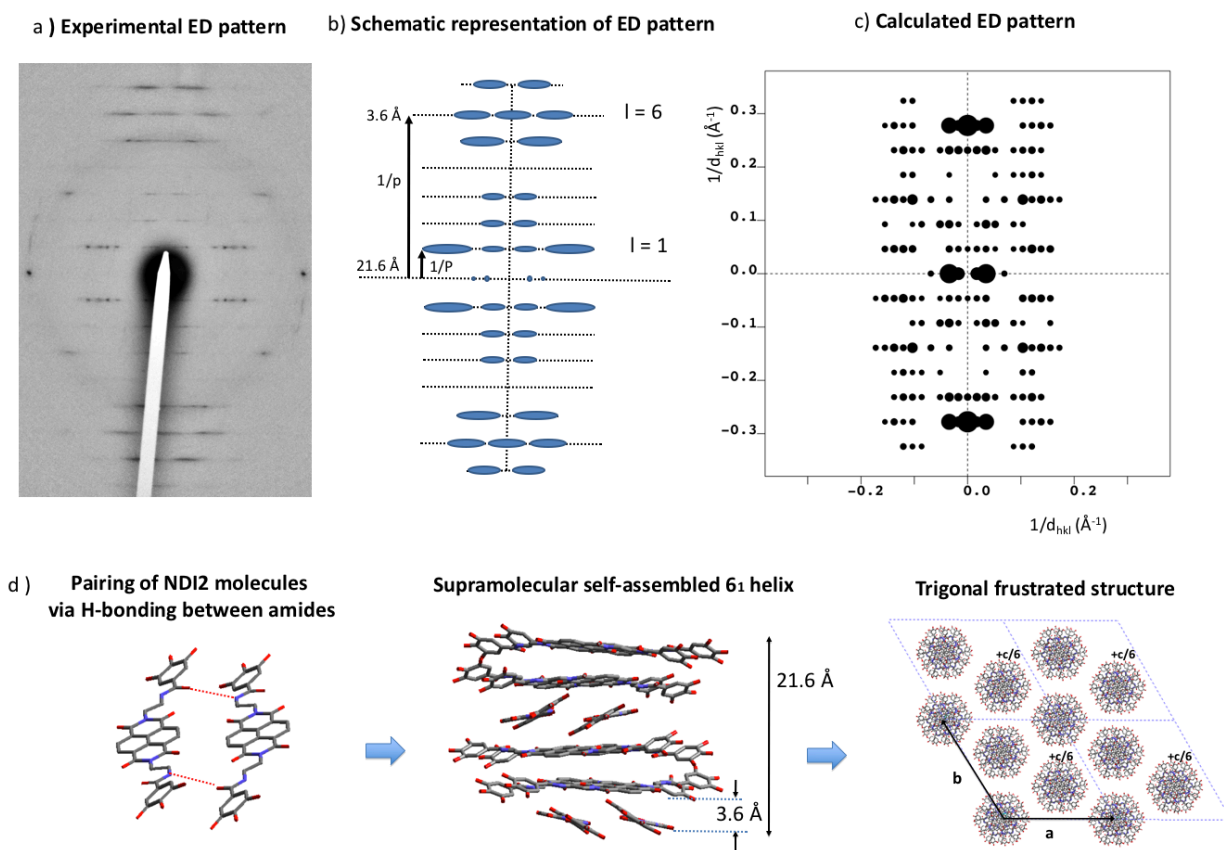 a ) Experimental ED pattern
b) Schematic representation of ED pattern
c) Calculated ED pattern
3.6 Å
l = 6
1/p
l = 1
21.6 Å
1/P
1/dhkl (Å-1)
0.3
0.2
0.1
0.0
-0.1
-0.2
-0.3
-0.2
0.0
0.2
1/dhkl (Å-1)
d )
Pairing of NDI2 molecules
via H-bonding between amides
Supramolecular self-assembled 61 helix
21.6 Å
3.6 Å
Trigonal frustrated structure
+c/6
+c/6
+c/6
+c/6
b
a